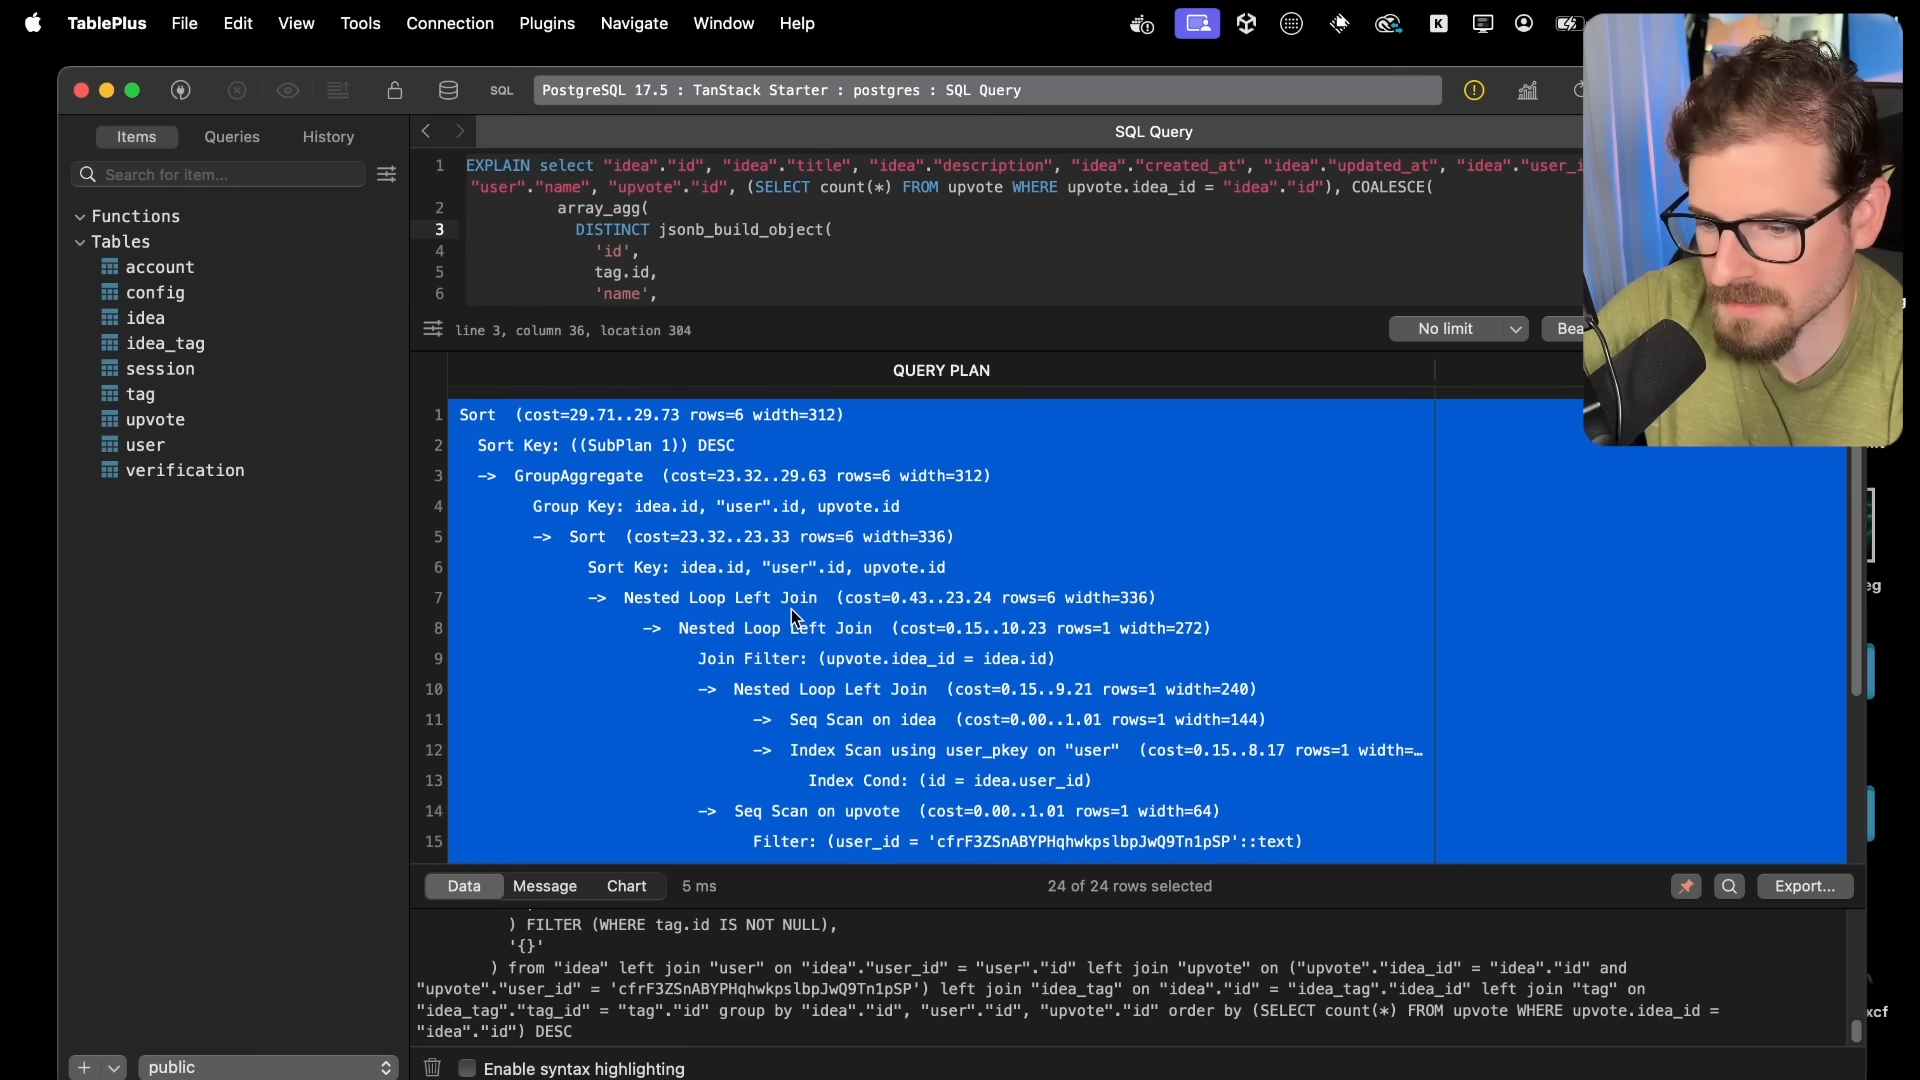 TablePlus File Edit View Tools Connection Plugins Navigate Window Help
K
SQL PostgreSQL 17.5 : TanStack Starter : postgres : SQL Query
Items Queries History
SQL Query
Search for item...
Functions
Tables
account
config
idea
idea_tag
session
tag
upvote
user
verification
public
1 EXPLAIN select "idea"."id", "idea"."title", "idea"."description", "idea"."created_at", "idea"."updated_at", "idea"."user_i
"user"."name", "upvote"."id", (SELECT count(*) FROM upvote WHERE upvote.idea_id = "idea"."id"), COALESCE(
2 array_agg(
3 DISTINCT jsonb_build_object(
4 'id',
5 tag.id,
6 'name',
line 3, column 36, location 304
No limit
Bea
QUERY PLAN
1 Sort (cost=29.71..29.73 rows=6 width=312)
2 Sort Key: ((SubPlan 1)) DESC
3 -> GroupAggregate (cost=23.32..29.63 rows=6 width=312)
4 Group Key: idea.id, "user".id, upvote.id
5 -> Sort (cost=23.32..23.33 rows=6 width=336)
6 Sort Key: idea.id, "user".id, upvote.id
7 -> Nested Loop Left Join (cost=0.43..23.24 rows=6 width=336)
8 -> Nested Loop Left Join (cost=0.15..10.23 rows=1 width=272)
9 Join Filter: (upvote.idea_id = idea.id)
10 -> Nested Loop Left Join (cost=0.15..9.21 rows=1 width=240)
11 -> Seq Scan on idea (cost=0.00..1.01 rows=1 width=144)
12 -> Index Scan using user_pkey on "user" (cost=0.15..8.17 rows=1 width=…
13 Index Cond: (id = idea.user_id)
14 -> Seq Scan on upvote (cost=0.00..1.01 rows=1 width=64)
15 Filter: (user_id = 'cfrF3ZSnABYPHqhwkpslbpJwQ9Tn1pSP'::text)
Data Message Chart 5 ms
24 of 24 rows selected
Export...
) FILTER (WHERE tag.id IS NOT NULL),
'{}'
) from "idea" left join "user" on "idea"."user_id" = "user"."id" left join "upvote" on ("upvote"."idea_id" = "idea"."id" and
"upvote"."user_id" = 'cfrF3ZSnABYPHqhwkpslbpJwQ9Tn1pSP') left join "idea_tag" on "idea"."id" = "idea_tag"."idea_id" left join "tag" on
"idea_tag"."tag_id" = "tag"."id" group by "idea"."id", "user"."id", "upvote"."id" order by (SELECT count(*) FROM upvote WHERE upvote.idea_id =
"idea"."id") DESC
Enable syntax highlighting
eg
xcf